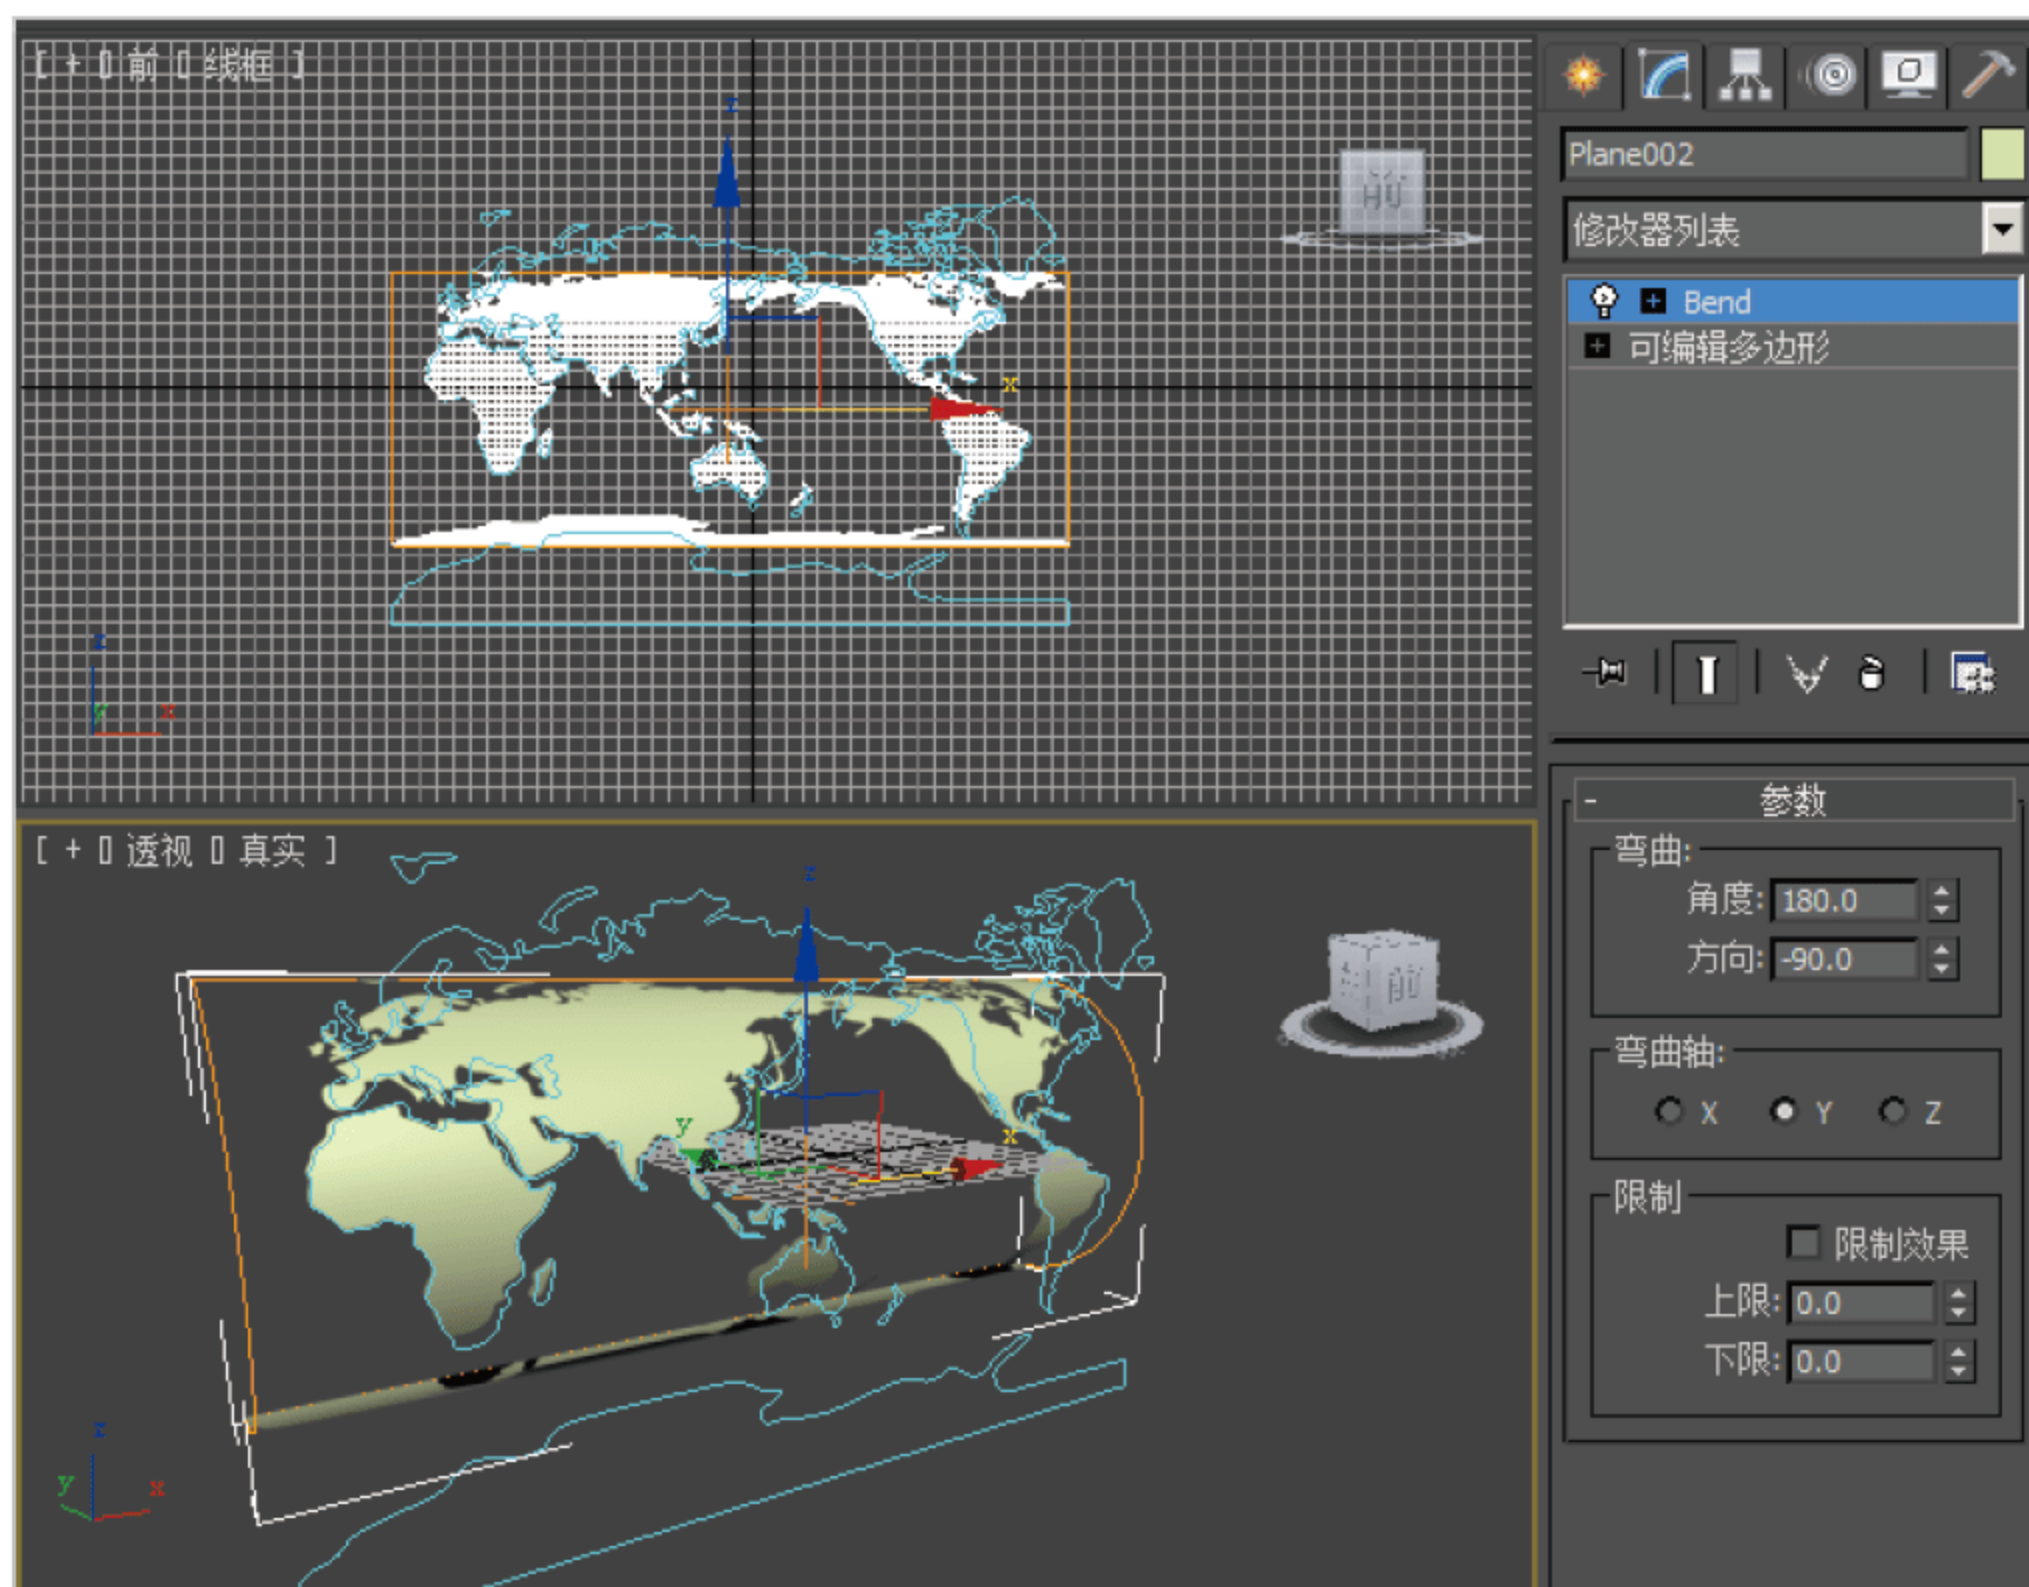 [ + ▯ 前 ▯ 线框 ]
z
前
x
z
y x
[ + ▯ 透视 ▯ 真实 ]
z
前
y
x
z
y x
Plane002
修改器列表
Bend
可编辑多边形
- 参数
弯曲:
角度: 180.0
方向: -90.0
弯曲轴:
X Y Z
限制
限制效果
上限: 0.0
下限: 0.0